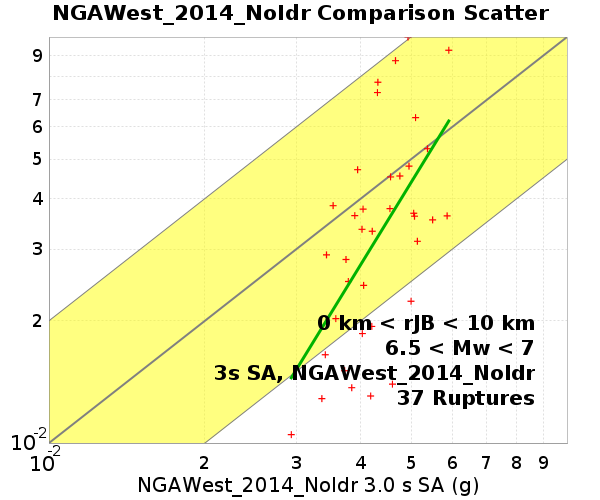 NGAWest_2014_NoIdr Comparison Scatter
9
7
6
5
4
3
2
10-2
0 km < rJB < 10 km
6.5 < Mw < 7
3s SA, NGAWest_2014_NoIdr
37 Ruptures
10-2 2 3 4 5 6 7 8 9
NGAWest_2014_NoIdr 3.0 s SA (g)